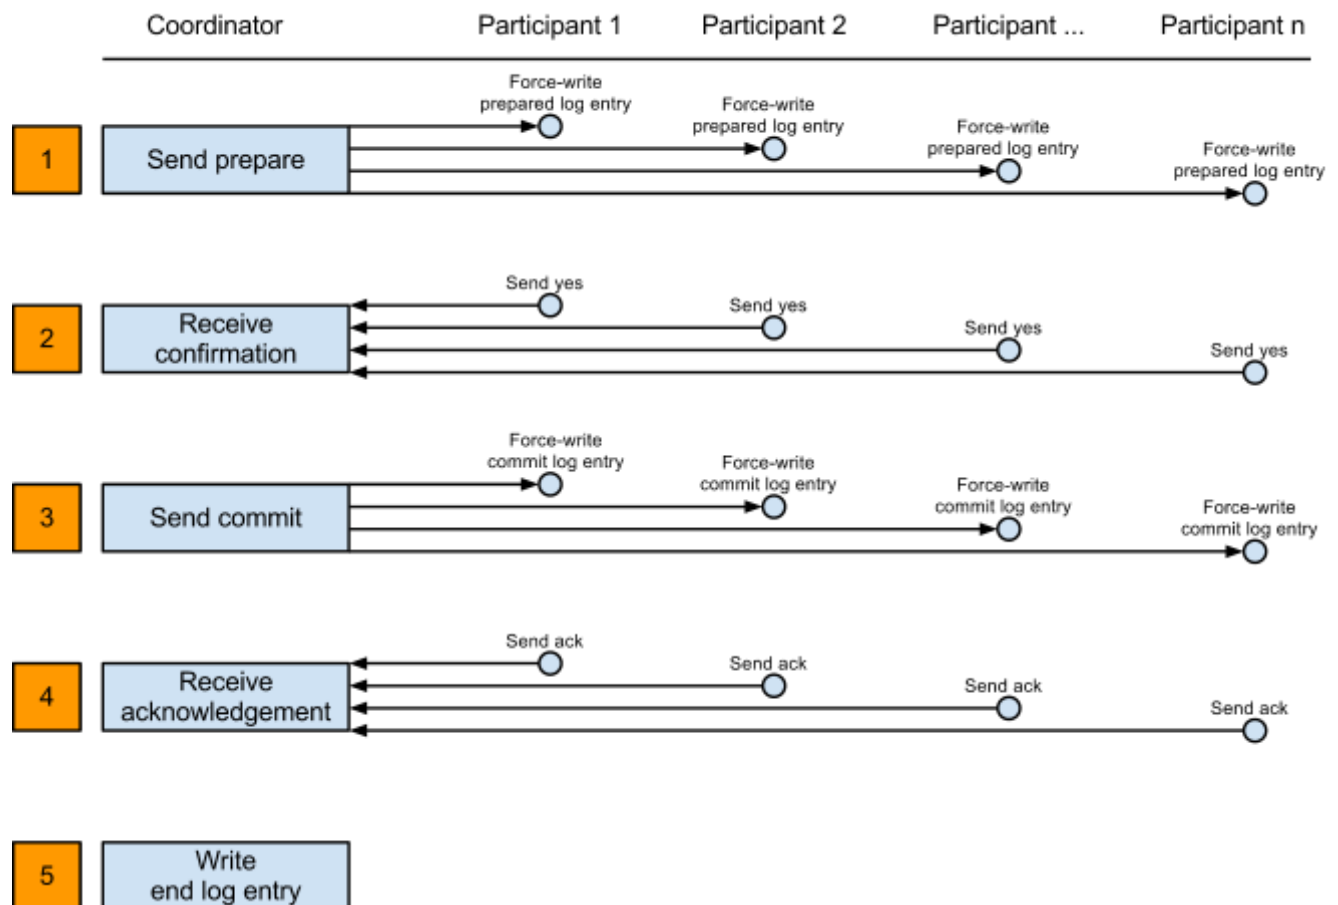 Coordinator Participant 1 Participant 2 Participant ... Participant n
Force-write
prepared log entry
Force-write
prepared log entry
Force-write
prepared log entry
Force-write
prepared log entry
1
Send prepare
Send yes
Send yes
Send yes
Send yes
2
Receive
confirmation
Force-write
commit log entry
Force-write
commit log entry
Force-write
commit log entry
Force-write
commit log entry
3
Send commit
Send ack
Send ack
Send ack
Send ack
4
Receive
acknowledgement
5
Write
end log entry